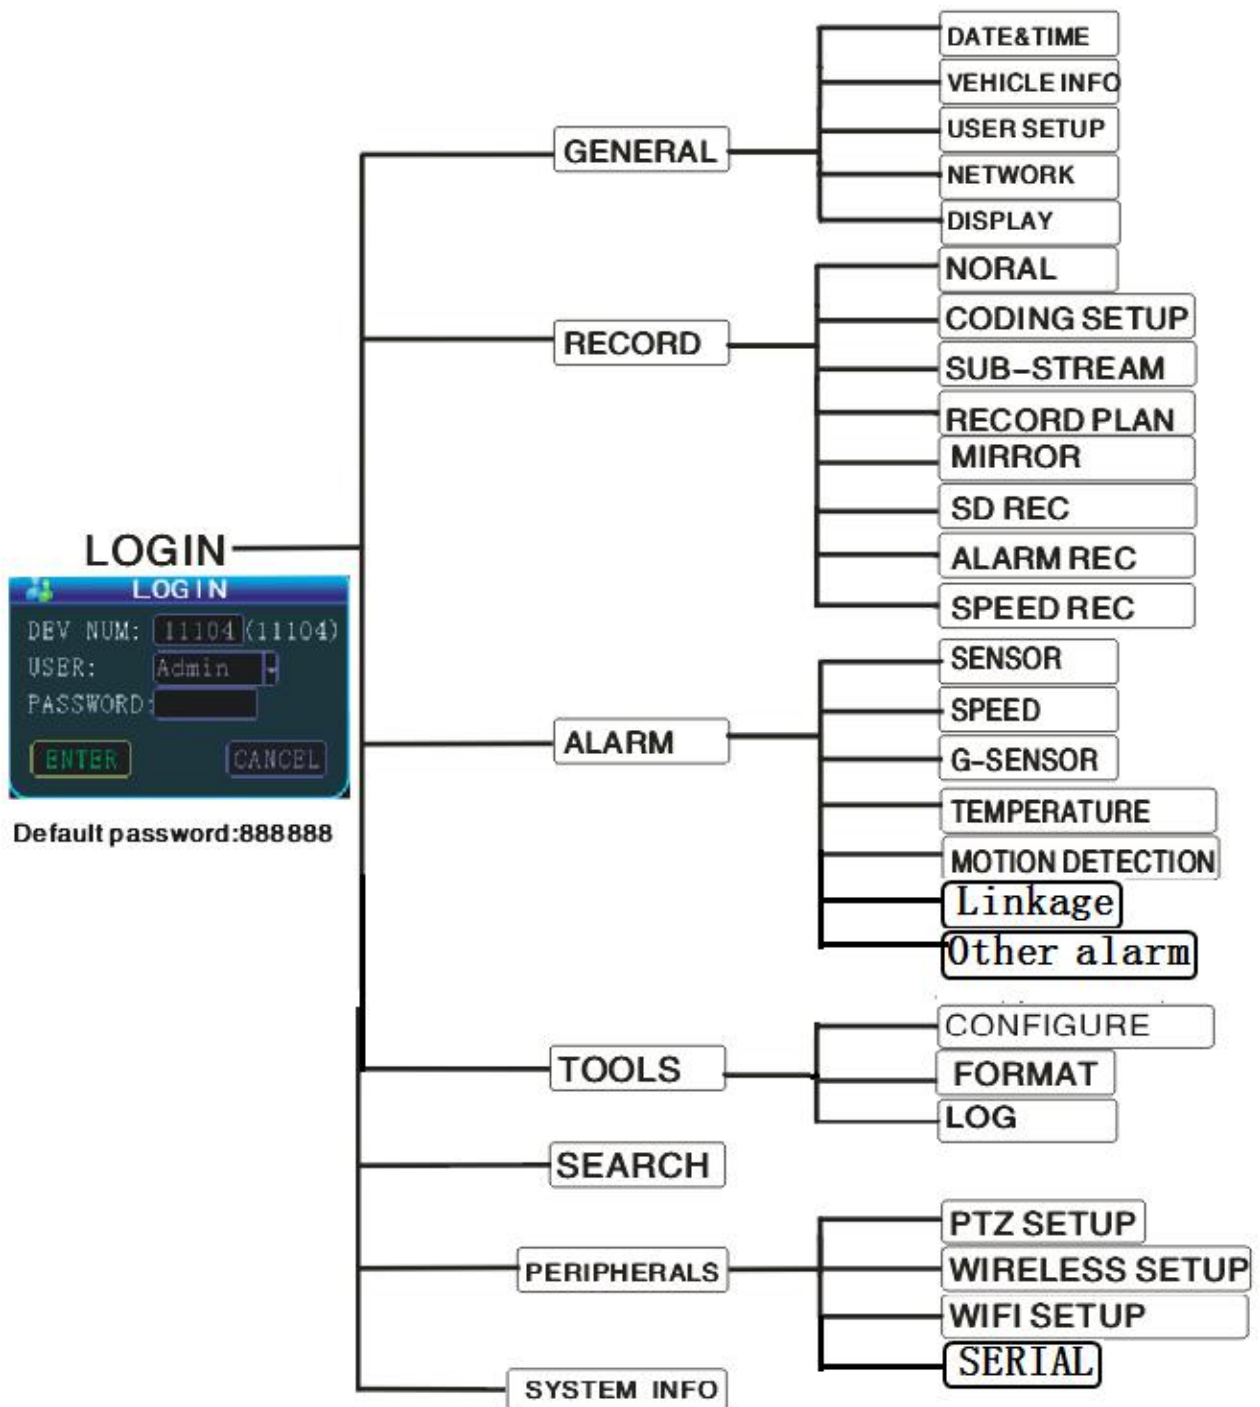 LOGIN
LOGIN
DEV NUM: 11104 (11104)
USER: Admin
PASSWORD:
ENTER CANCEL
Default password:888888
GENERAL
DATE&TIME
VEHICLE INFO
USER SETUP
NETWORK
DISPLAY
RECORD
NORAL
CODING SETUP
SUB-STREAM
RECORD PLAN
MIRROR
SD REC
ALARM REC
SPEED REC
ALARM
SENSOR
SPEED
G-SENSOR
TEMPERATURE
MOTION DETECTION
Linkage
Other alarm
TOOLS
CONFIGURE
FORMAT
LOG
SEARCH
PERIPHERALS
PTZ SETUP
WIRELESS SETUP
WIFI SETUP
SERIAL
SYSTEM INFO